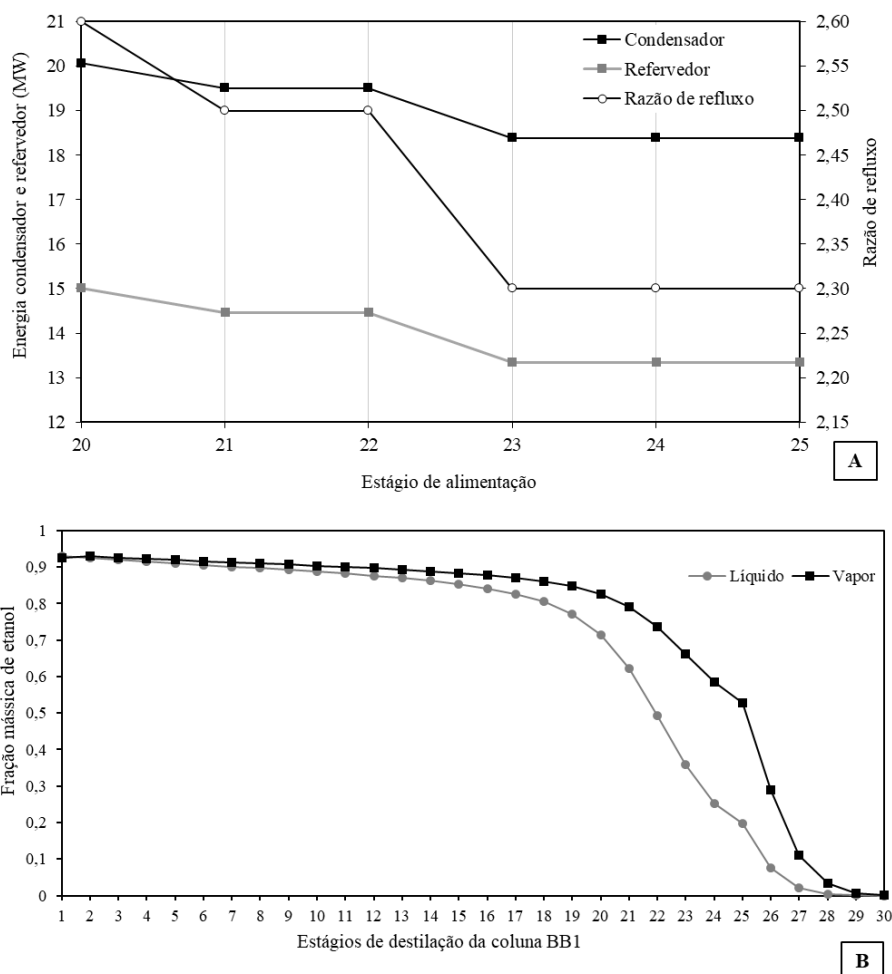 21
20
19
18
17
16
15
14
13
12
Energia condensador e refervedor (MW)
Condensador
Refervedor
Razão de refluxo
2,60
2,55
2,50
2,45
2,40
2,35
2,30
2,25
2,20
2,15
Razão de refluxo
20 21 22 23 24 25
Estágio de alimentação
A
1
0,9
0,8
0,7
0,6
0,5
0,4
0,3
0,2
0,1
0
Fração mássica de etanol
Líquido Vapor
1 2 3 4 5 6 7 8 9 10 11 12 13 14 15 16 17 18 19 20 21 22 23 24 25 26 27 28 29 30
Estágios de destilação da coluna BB1
B